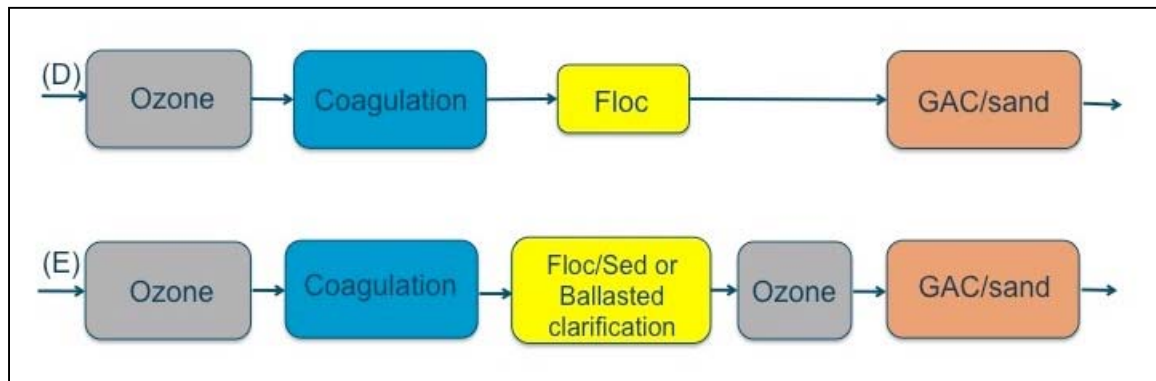 (D)
Ozone
Coagulation
Floc
GAC/sand
(E)
Ozone
Coagulation
Floc/Sed or
Ballasted
clarification
Ozone
GAC/sand